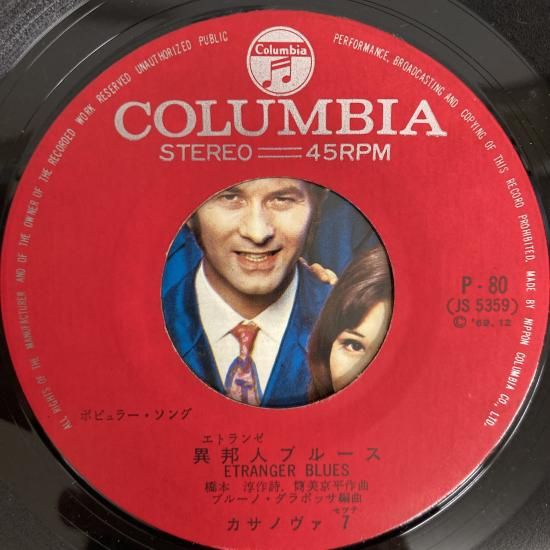 ALL RIGHTS OF THE MANUFACTURER AND OF THE OWNER OF THE RECORDED WORK RESERVED UNAUTHORIZED PUBLIC PERFORMANCE, BROADCASTING AND COPYING OF THIS RECORD PROHIBITED. MADE BY NIPPON COLUMBIA CO., LTD.
Columbia
COLUMBIA
STEREO 45RPM
P-80
(JS 5359)
© '69.12
ポピュラー・ソング
エトランゼ
異邦人ブルース
ETRANGER BLUES
橋本 淳作詩、筒美京平作曲
ブルーノ・ダラボッサ編曲
セッテ
カサノヴァ7